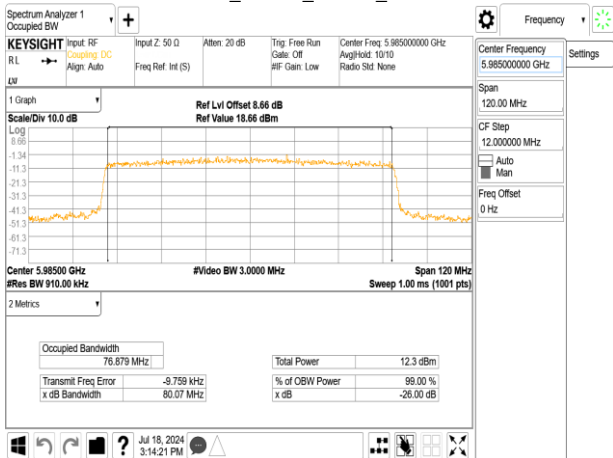 Spectrum Analyzer 1
Occupied BW
+
Frequency
KEYSIGHT
RL
LXI
Input: RF
Coupling: DC
Align: Auto
Input Z: 50 Ω
Freq Ref: Int (S)
Atten: 20 dB
Trig: Free Run
Gate: Off
#IF Gain: Low
Center Freq: 5.985000000 GHz
Avg|Hold: 10/10
Radio Std: None
Center Frequency
5.985000000 GHz
Settings
Span
120.00 MHz
CF Step
12.000000 MHz
Auto
Man
Freq Offset
0 Hz
1 Graph
Scale/Div 10.0 dB
Ref Lvl Offset 8.66 dB
Ref Value 18.66 dBm
Log
8.66
-1.34
-11.3
-21.3
-31.3
-41.3
-51.3
-61.3
-71.3
Center 5.98500 GHz
#Res BW 910.00 kHz
#Video BW 3.0000 MHz
Span 120 MHz
Sweep 1.00 ms (1001 pts)
2 Metrics
Occupied Bandwidth
76.879 MHz
Total Power 12.3 dBm
Transmit Freq Error -9.759 kHz
% of OBW Power 99.00 %
x dB Bandwidth 80.07 MHz
x dB -26.00 dB
?
Jul 18, 2024
3:14:21 PM